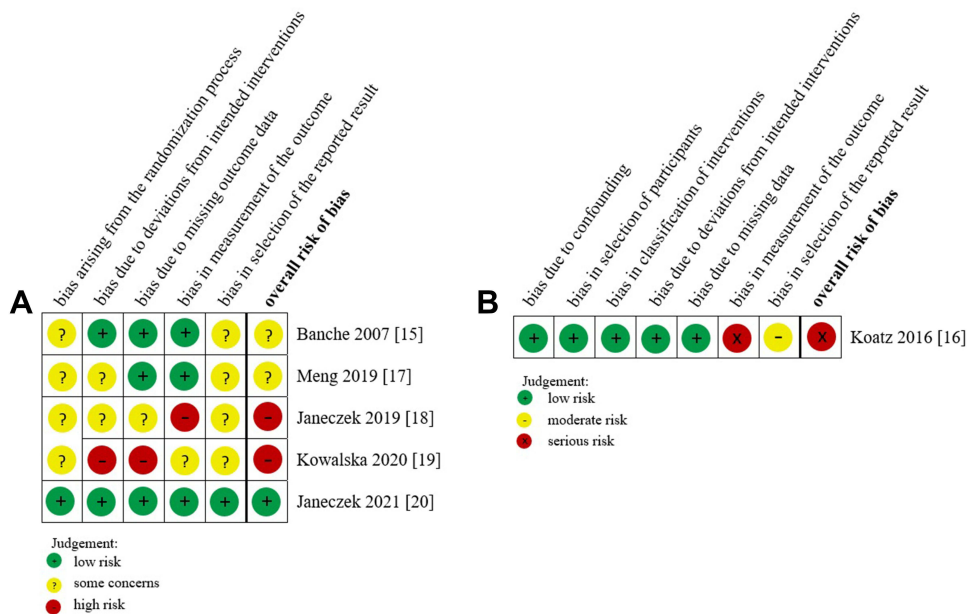 A
bias arising from the randomization process
bias due to deviations from intended interventions
bias due to missing outcome data
bias in measurement of the outcome
bias in selection of the reported result
overall risk of bias
? + + + ? ? Banche 2007 [15]
? ? + + ? ? Meng 2019 [17]
? ? ? - ? - Janeczek 2019 [18]
? - - ? ? - Kowalska 2020 [19]
+ + + + + + Janeczek 2021 [20]
Judgement:
+ low risk
? some concerns
- high risk
B
bias due to confounding
bias in selection of participants
bias in classification of interventions
bias due to deviations from intended interventions
bias due to missing data
bias in measurement of the outcome
bias in selection of the reported result
overall risk of bias
+ + + + + X - X Koatz 2016 [16]
Judgement:
+ low risk
- moderate risk
X serious risk